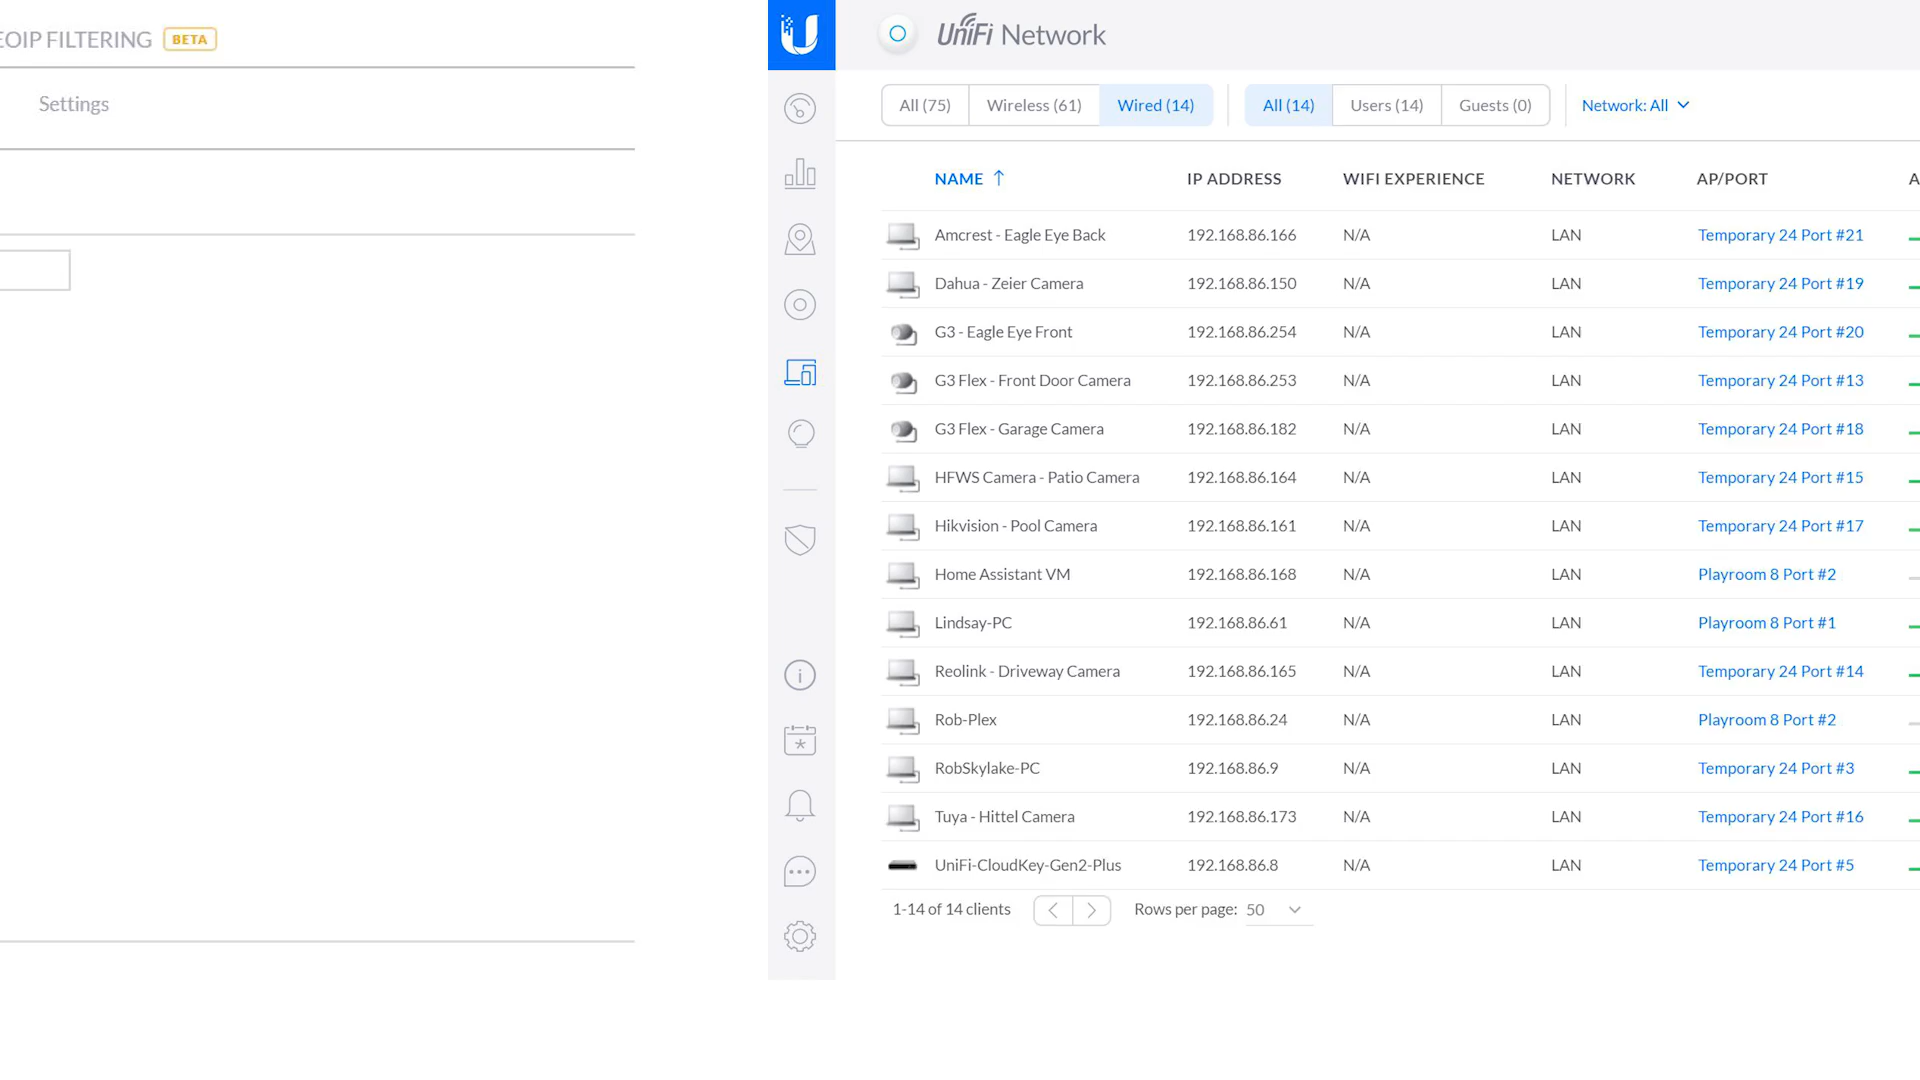 EOIP FILTERING BETA
Settings
UniFi Network
All (75) Wireless (61) Wired (14) All (14) Users (14) Guests (0) Network: All
NAME IP ADDRESS WIFI EXPERIENCE NETWORK AP/PORT A
Amcrest - Eagle Eye Back 192.168.86.166 N/A LAN Temporary 24 Port #21
Dahua - Zeier Camera 192.168.86.150 N/A LAN Temporary 24 Port #19
G3 - Eagle Eye Front 192.168.86.254 N/A LAN Temporary 24 Port #20
G3 Flex - Front Door Camera 192.168.86.253 N/A LAN Temporary 24 Port #13
G3 Flex - Garage Camera 192.168.86.182 N/A LAN Temporary 24 Port #18
HFWS Camera - Patio Camera 192.168.86.164 N/A LAN Temporary 24 Port #15
Hikvision - Pool Camera 192.168.86.161 N/A LAN Temporary 24 Port #17
Home Assistant VM 192.168.86.168 N/A LAN Playroom 8 Port #2
Lindsay-PC 192.168.86.61 N/A LAN Playroom 8 Port #1
Reolink - Driveway Camera 192.168.86.165 N/A LAN Temporary 24 Port #14
Rob-Plex 192.168.86.24 N/A LAN Playroom 8 Port #2
RobSkylake-PC 192.168.86.9 N/A LAN Temporary 24 Port #3
Tuya - Hittel Camera 192.168.86.173 N/A LAN Temporary 24 Port #16
UniFi-CloudKey-Gen2-Plus 192.168.86.8 N/A LAN Temporary 24 Port #5
1-14 of 14 clients Rows per page: 50